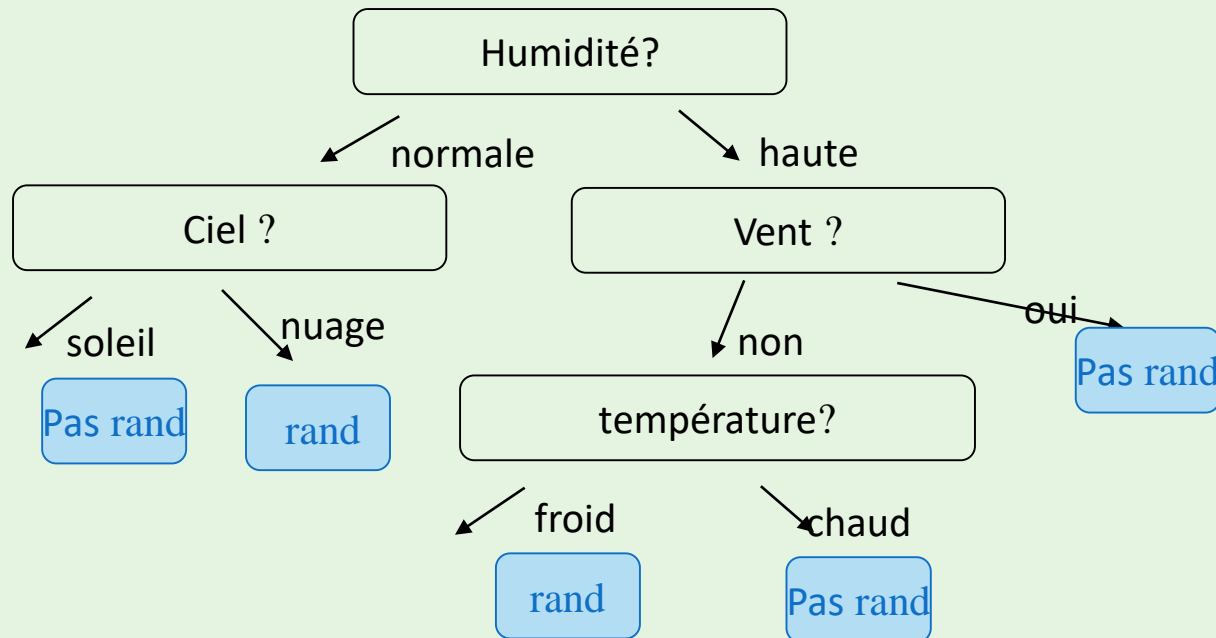 Humidité?
normale
haute
Ciel ?
Vent ?
soleil
nuage
non
oui
Pas rand
rand
température?
Pas rand
froid
chaud
rand
Pas rand